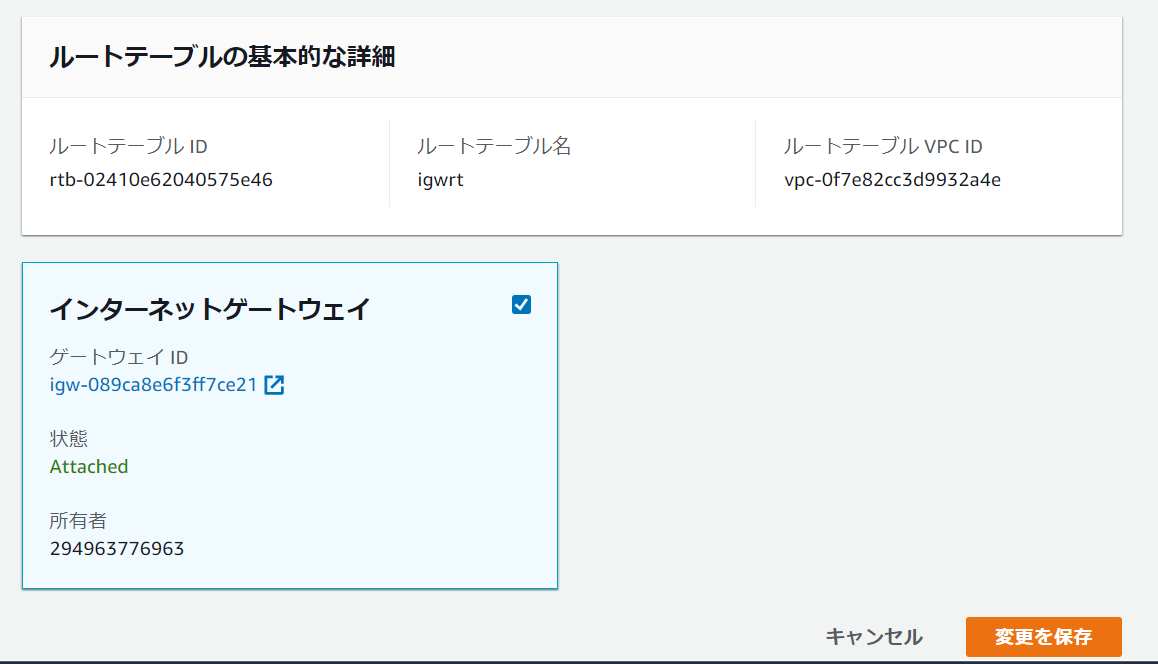 ルートテーブルの基本的な詳細
ルートテーブル ID
rtb-02410e62040575e46
ルートテーブル名
igwrt
ルートテーブル VPC ID
vpc-0f7e82cc3d9932a4e
インターネットゲートウェイ
ゲートウェイ ID
igw-089ca8e6f3ff7ce21
状態
Attached
所有者
294963776963
キャンセル
変更を保存